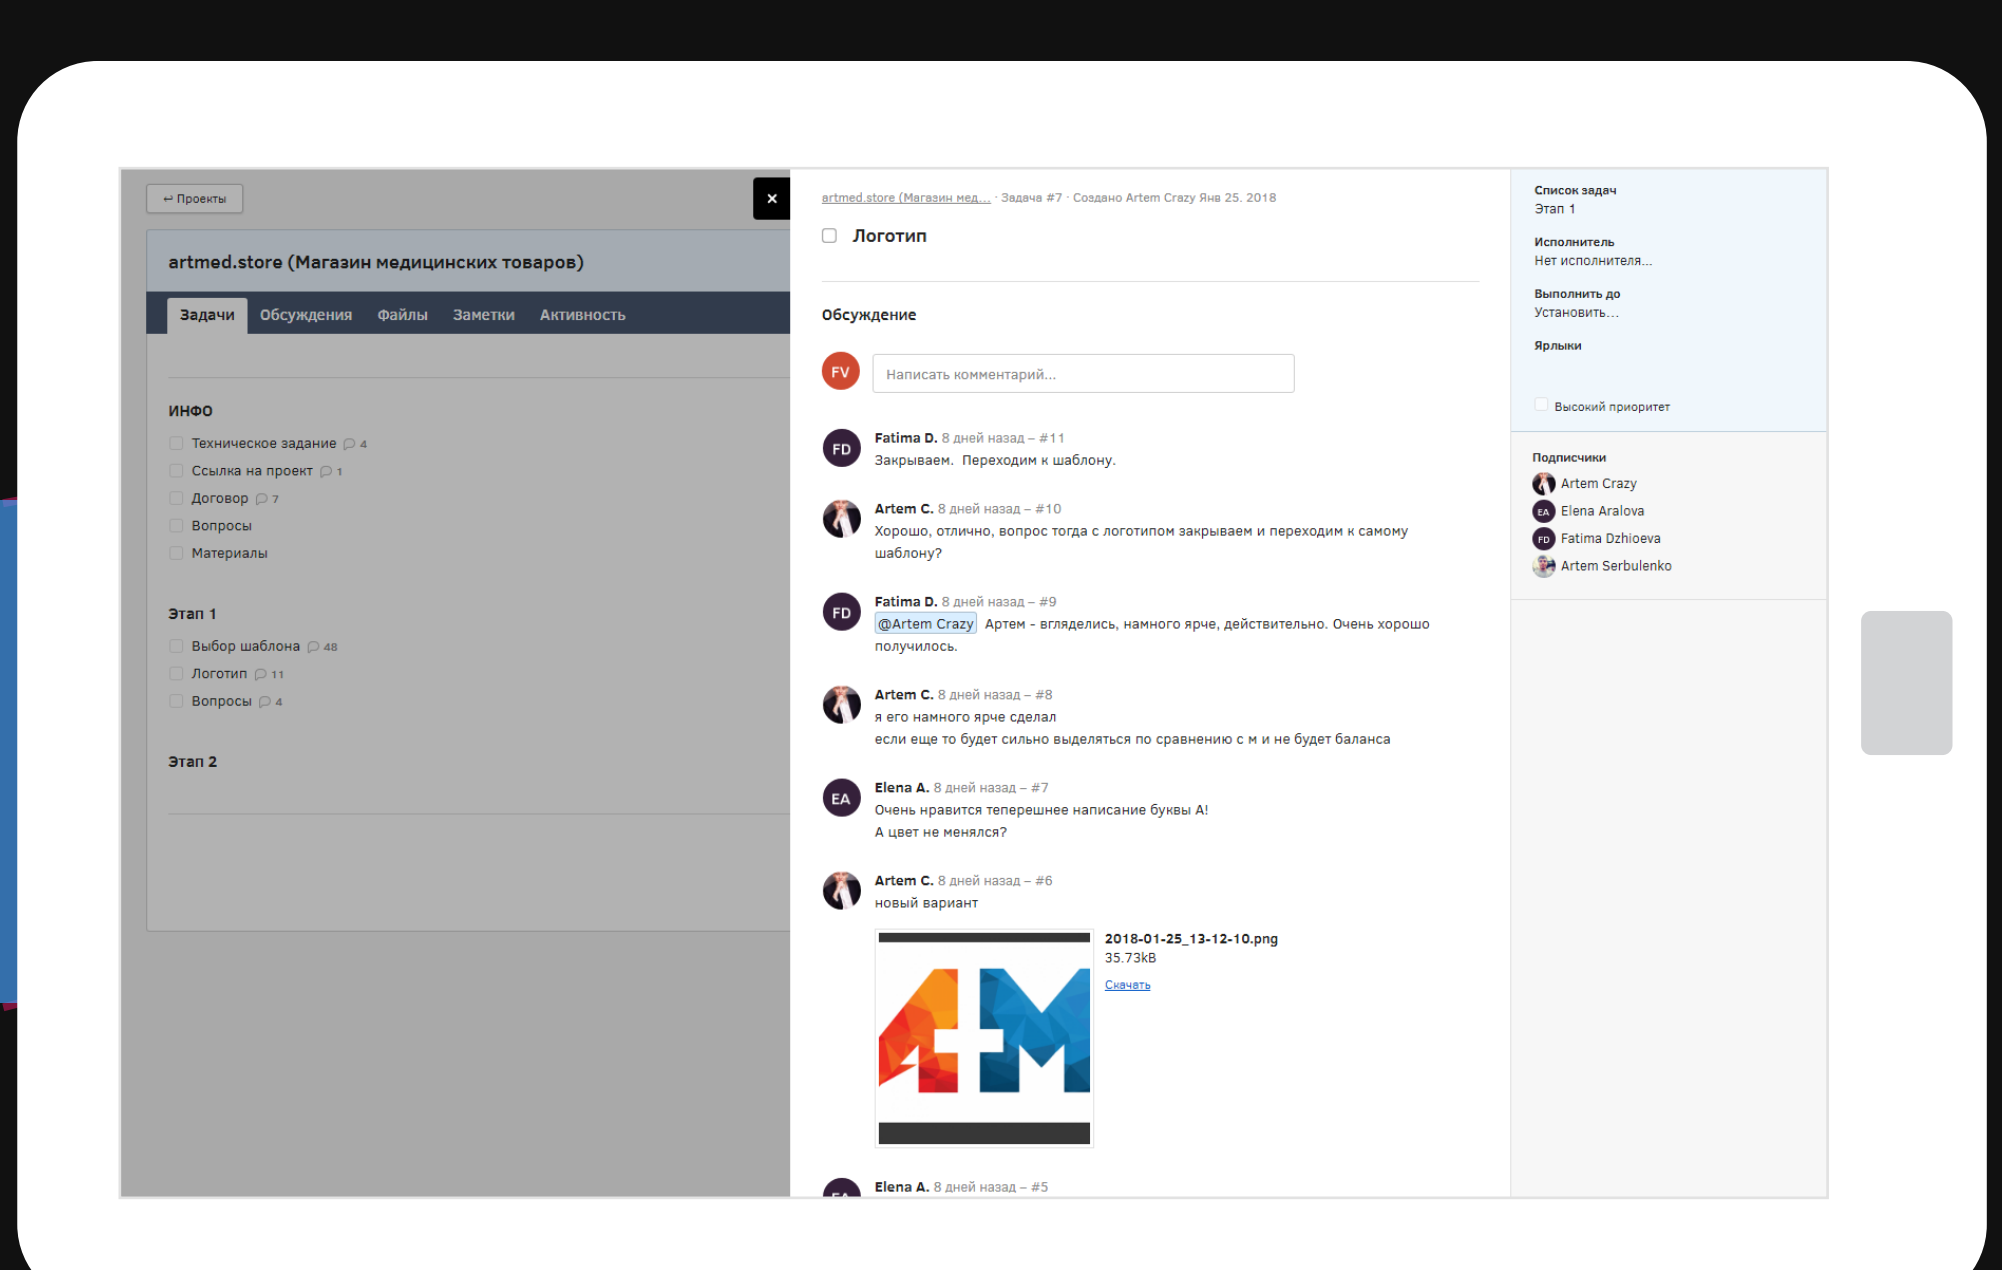 ↩ Проекты
artmed.store (Магазин медицинских товаров)
Задачи Обсуждения Файлы Заметки Активность
ИНФО
Техническое задание 4
Ссылка на проект 1
Договор 7
Вопросы
Материалы
Этап 1
Выбор шаблона 48
Логотип 11
Вопросы 4
Этап 2
×
artmed.store (Магазин мед... · Задача #7 · Создано Artem Crazy Янв 25. 2018
Логотип
Обсуждение
FV
Написать комментарий...
FD
Fatima D. 8 дней назад – #11
Закрываем. Переходим к шаблону.
Artem C. 8 дней назад – #10
Хорошо, отлично, вопрос тогда с логотипом закрываем и переходим к самому
шаблону?
FD
Fatima D. 8 дней назад – #9
@Artem Crazy Артем - вгляделись, намного ярче, действительно. Очень хорошо
получилось.
Artem C. 8 дней назад – #8
я его намного ярче сделал
если еще то будет сильно выделяться по сравнению с м и не будет баланса
EA
Elena A. 8 дней назад – #7
Очень нравится теперешнее написание буквы А!
А цвет не менялся?
Artem C. 8 дней назад – #6
новый вариант
АМ
2018-01-25_13-12-10.png
35.73kB
Скачать
EA
Elena A. 8 дней назад – #5
Список задач
Этап 1
Исполнитель
Нет исполнителя...
Выполнить до
Установить...
Ярлыки
Высокий приоритет
Подписчики
Artem Crazy
EA Elena Aralova
FD Fatima Dzhioeva
Artem Serbulenko